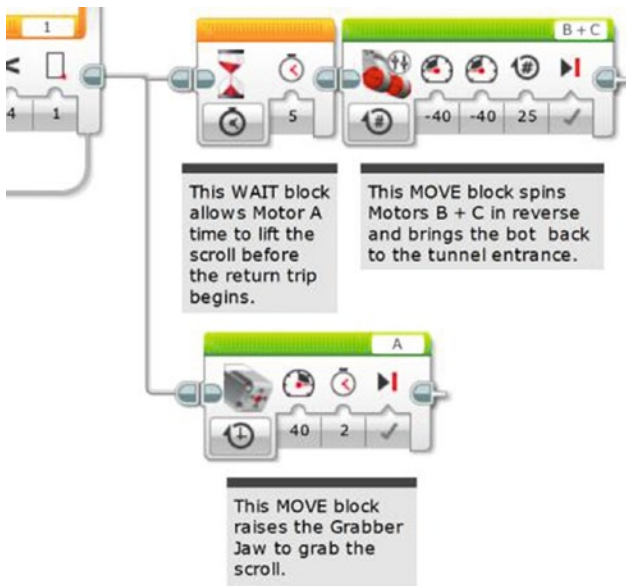 1
B + C
4 1
5
# -40 -40 25
#
This WAIT block
allows Motor A
time to lift the
scroll before
the return trip
begins.
This MOVE block spins
Motors B + C in reverse
and brings the bot back
to the tunnel entrance.
A
40 2
This MOVE block
raises the Grabber
Jaw to grab the
scroll.